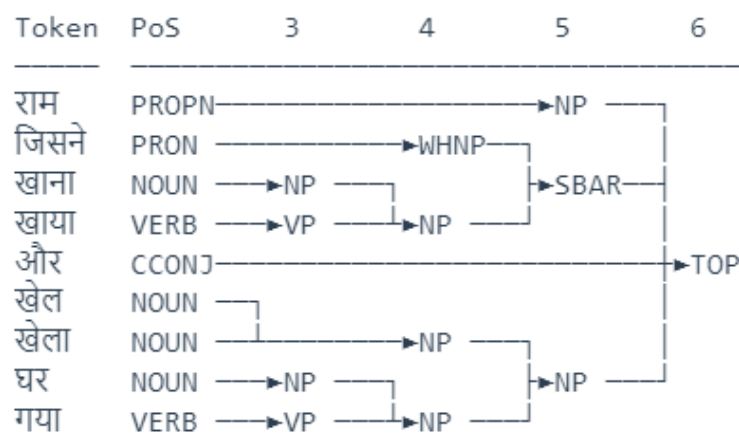 Token PoS 3 4 5 6
राम PROPN NP
जिसने PRON WHNP
खाना NOUN NP SBAR
खाया VERB VP NP
और CCONJ TOP
खेल NOUN
खेला NOUN NP
घर NOUN NP NP
गया VERB VP NP